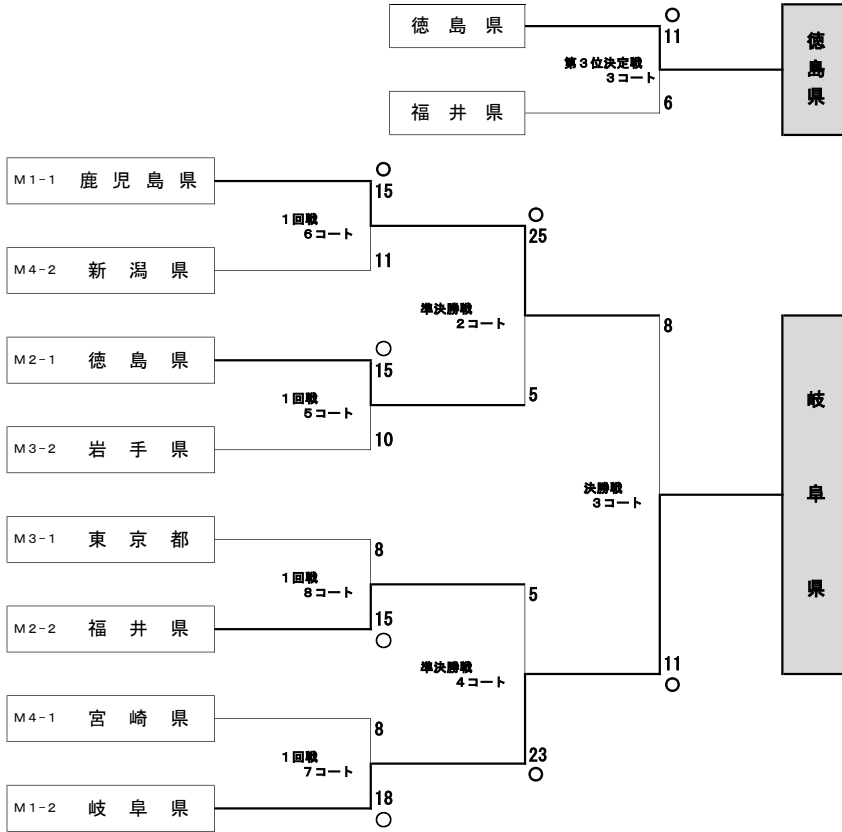 徳島県
○
11
第3位決定戦
3コート
徳島県
福井県
6
M1-1 鹿児島県
○
15
1回戦
6コート
○
25
M4-2 新潟県
11
準決勝戦
2コート
8
M2-1 徳島県
○
15
1回戦
5コート
5
M3-2 岩手県
10
決勝戦
3コート
岐阜県
M3-1 東京都
8
1回戦
8コート
5
M2-2 福井県
15
○
準決勝戦
4コート
11
○
M4-1 宮崎県
8
1回戦
7コート
23
○
M1-2 岐阜県
18
○